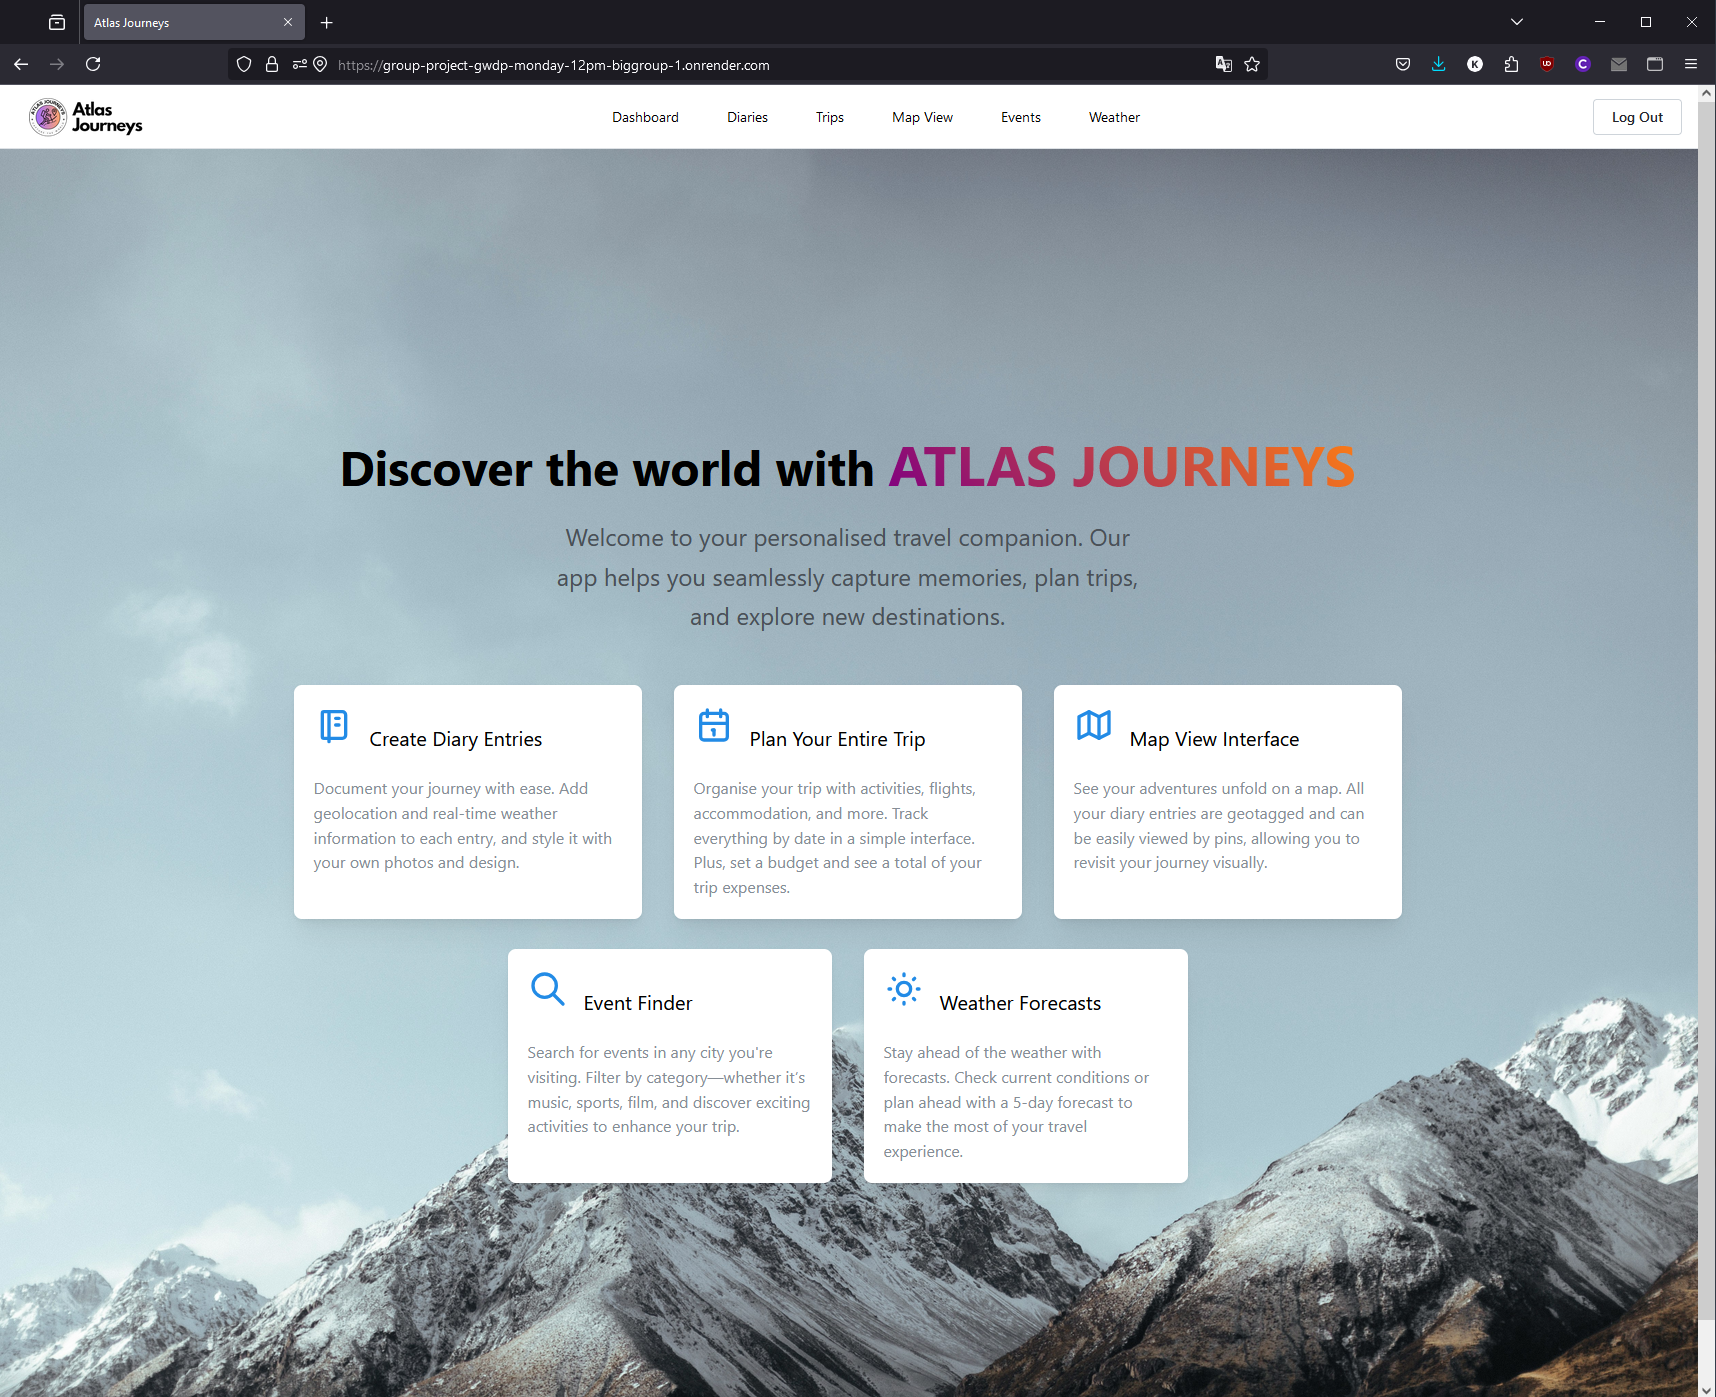 Atlas Journeys
https://group-project-gwdp-monday-12pm-biggroup-1.onrender.com
Atlas
Journeys
Dashboard
Diaries
Trips
Map View
Events
Weather
Log Out
Discover the world with ATLAS JOURNEYS
Welcome to your personalised travel companion. Our
app helps you seamlessly capture memories, plan trips,
and explore new destinations.
Create Diary Entries
Document your journey with ease. Add
geolocation and real-time weather
information to each entry, and style it with
your own photos and design.
Plan Your Entire Trip
Organise your trip with activities, flights,
accommodation, and more. Track
everything by date in a simple interface.
Plus, set a budget and see a total of your
trip expenses.
Map View Interface
See your adventures unfold on a map. All
your diary entries are geotagged and can
be easily viewed by pins, allowing you to
revisit your journey visually.
Event Finder
Search for events in any city you're
visiting. Filter by category—whether it’s
music, sports, film, and discover exciting
activities to enhance your trip.
Weather Forecasts
Stay ahead of the weather with
forecasts. Check current conditions or
plan ahead with a 5-day forecast to
make the most of your travel
experience.